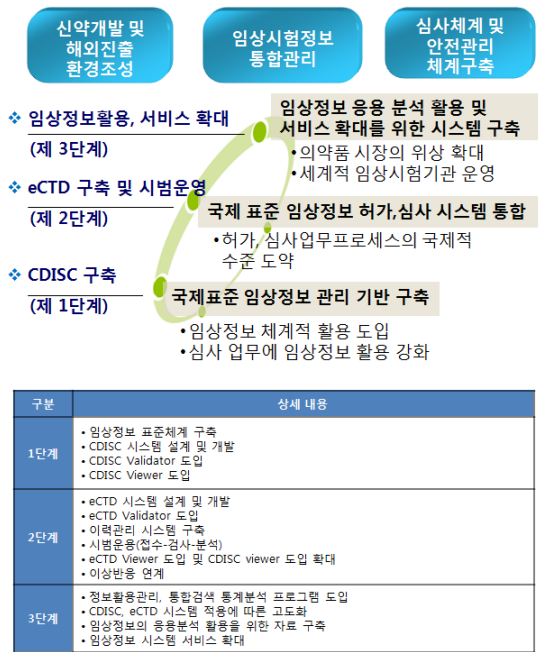 신약개발 및
해외진출
환경조성
임상시험정보
통합관리
심사체계 및
안전관리
체계구축
❖ 임상정보활용, 서비스 확대
(제 3단계)
임상정보 응용 분석 활용 및
서비스 확대를 위한 시스템 구축
•의약품 시장의 위상 확대
•세계적 임상시험기관 운영
❖ eCTD 구축 및 시범운영
(제 2단계)
국제 표준 임상정보 허가,심사 시스템 통합
•허가, 심사업무프로세스의 국제적
수준 도약
❖ CDISC 구축
(제 1단계)
국제표준 임상정보 관리 기반 구축
•임상정보 체계적 활용 도입
•심사 업무에 임상정보 활용 강화
구분 상세 내용
1단계
• 임상정보 표준체계 구축
• CDISC 시스템 설계 및 개발
• CDISC Validator 도입
• CDISC Viewer 도입
2단계
• eCTD 시스템 설계 및 개발
• eCTD Validator 도입
• 이력관리 시스템 구축
• 시범운용(접수-검사-분석)
• eCTD Viewer 도입 및 CDISC viewer 도입 확대
• 이상반응 연계
3단계
• 정보활용관리, 통합검색 통계분석 프로그램 도입
• CDISC, eCTD 시스템 적용에 따른 고도화
• 임상정보의 응용분석 활용을 위한 자료 구축
• 임상정보 시스템 서비스 확대